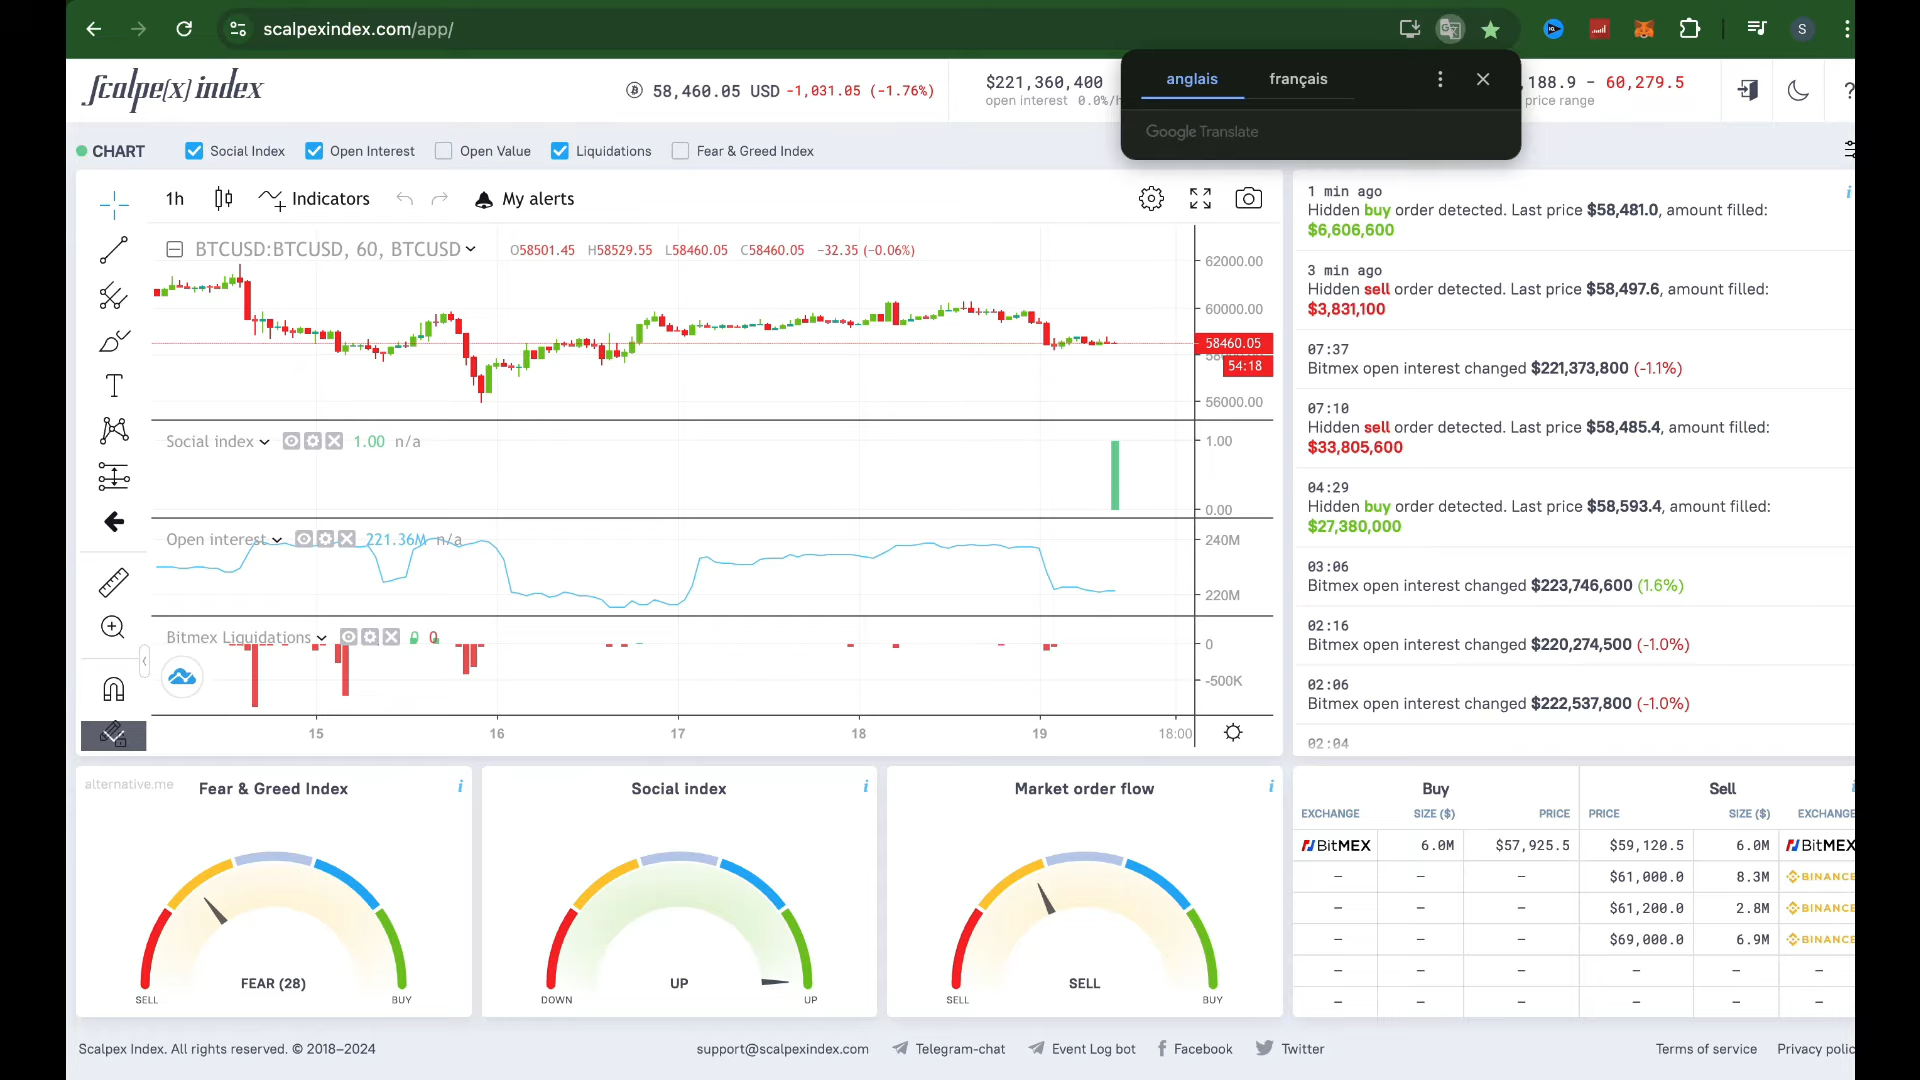 scalpexindex.com/app/
S
Scalpe[x] index
58,460.05 USD -1,031.05 (-1.76%)
$221,360,400
open interest 0.0%/h
anglais
français
Google Translate
188.9 - 60,279.5
price range
?
CHART
Social Index
Open Interest
Open Value
Liquidations
Fear & Greed Index
1h
Indicators
My alerts
BTCUSD:BTCUSD, 60, BTCUSD
O58501.45 H58529.55 L58460.05 C58460.05 -32.35 (-0.06%)
62000.00
60000.00
58460.05
54:18
56000.00
Social index
1.00 n/a
1.00
0.00
Open interest
221.36M n/a
240M
220M
Bitmex Liquidations
0 0
0
-500K
15
16
17
18
19
18:00
1 min ago
Hidden buy order detected. Last price $58,481.0, amount filled:
$6,606,600
3 min ago
Hidden sell order detected. Last price $58,497.6, amount filled:
$3,831,100
07:37
Bitmex open interest changed $221,373,800 (-1.1%)
07:10
Hidden sell order detected. Last price $58,485.4, amount filled:
$33,805,600
04:29
Hidden buy order detected. Last price $58,593.4, amount filled:
$27,380,000
03:06
Bitmex open interest changed $223,746,600 (1.6%)
02:16
Bitmex open interest changed $220,274,500 (-1.0%)
02:06
Bitmex open interest changed $222,537,800 (-1.0%)
02:04
alternative.me
Fear & Greed Index
i
FEAR (28)
SELL
BUY
Social index
i
UP
DOWN
UP
Market order flow
i
SELL
SELL
BUY
Buy
Sell
EXCHANGE SIZE ($) PRICE PRICE SIZE ($) EXCHANGE
BitMEX 6.0M $57,925.5 $59,120.5 6.0M BitMEX
– – – $61,000.0 8.3M BINANCE
– – – $61,200.0 2.8M BINANCE
– – – $69,000.0 6.9M BINANCE
– – – – – –
– – – – – –
Scalpex Index. All rights reserved. © 2018–2024
support@scalpexindex.com
Telegram-chat
Event Log bot
Facebook
Twitter
Terms of service
Privacy polic